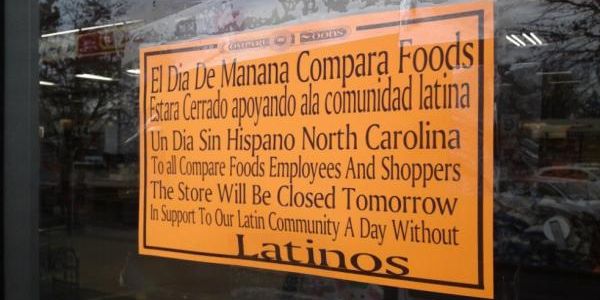 COMPARE FOODS
El Dia De Manana Compara Foods
Estara Cerrado apoyando ala comunidad latina
Un Dia Sin Hispano North Carolina
To all Compare Foods Employees And Shoppers
The Store Will Be Closed Tomorrow
In Support To Our Latin Community A Day Without
Latinos